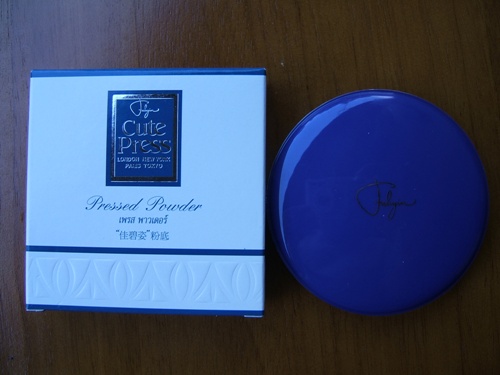 Cute
Press
LONDON NEW YORK
PARIS TOKYO
Pressed Powder
เพรส พาวเดอร์
"佳碧姿"粉底